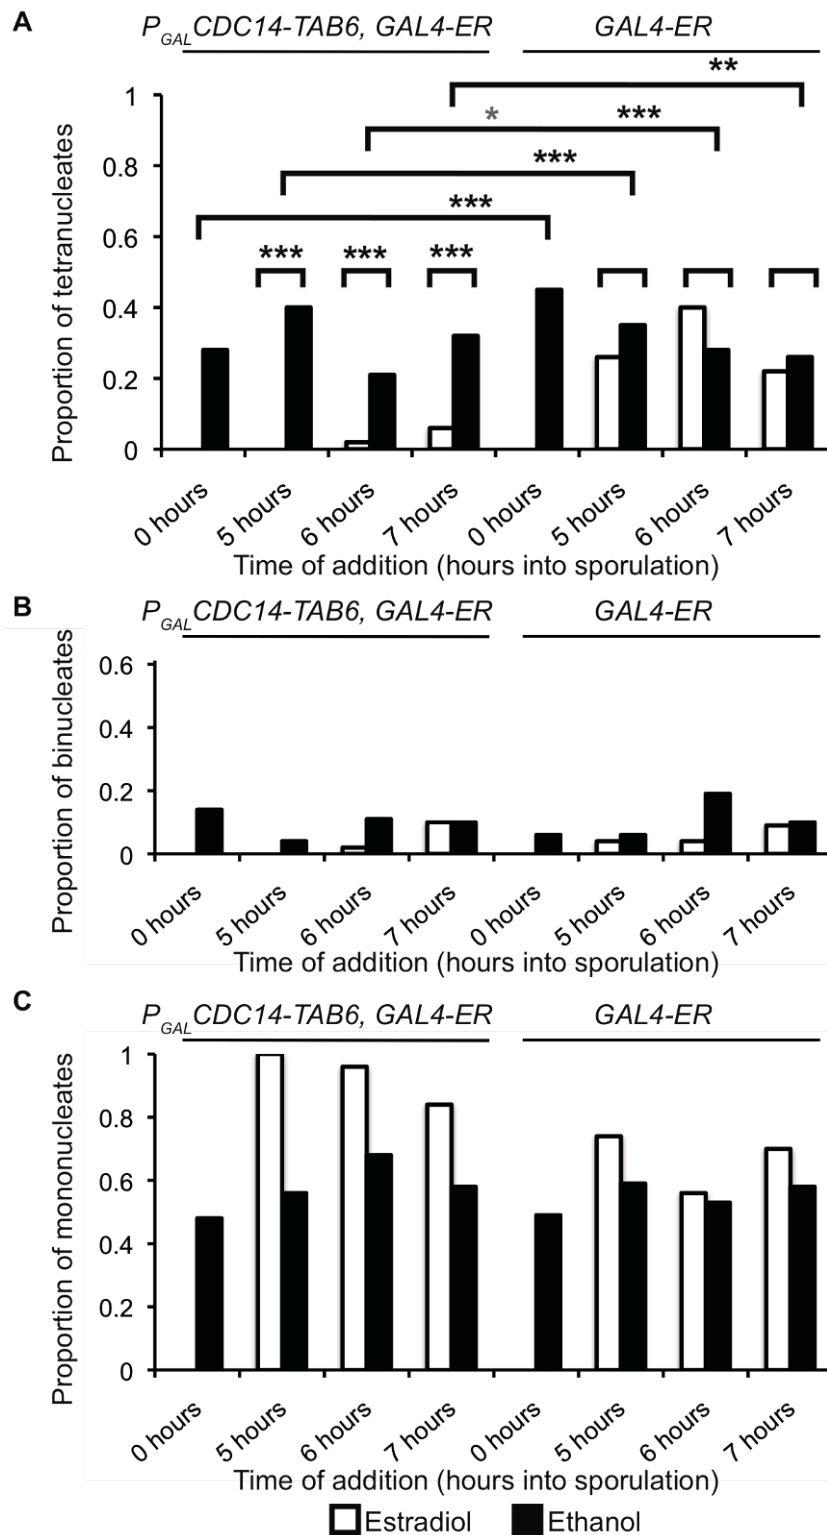 A
PGALCDC14-TAB6, GAL4-ER GAL4-ER
**
* ***
***
***
*** *** ***
Proportion of tetranucleates
1
0.8
0.6
0.4
0.2
0
0 hours 5 hours 6 hours 7 hours 0 hours 5 hours 6 hours 7 hours
Time of addition (hours into sporulation)
B
PGALCDC14-TAB6, GAL4-ER GAL4-ER
Proportion of binucleates
0.6
0.4
0.2
0
0 hours 5 hours 6 hours 7 hours 0 hours 5 hours 6 hours 7 hours
Time of addition (hours into sporulation)
C
PGALCDC14-TAB6, GAL4-ER GAL4-ER
Proportion of mononucleates
1
0.8
0.6
0.4
0.2
0
0 hours 5 hours 6 hours 7 hours 0 hours 5 hours 6 hours 7 hours
Time of addition (hours into sporulation)
Estradiol Ethanol